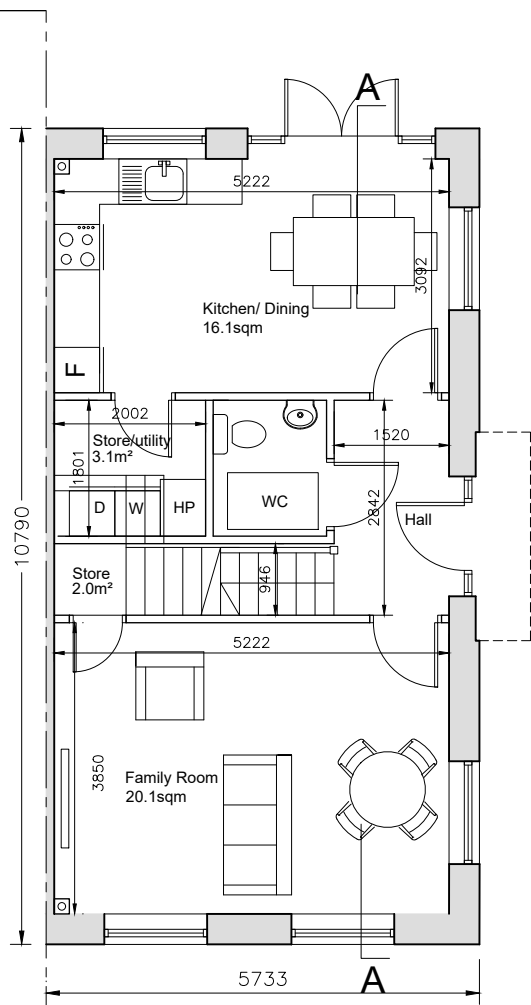 A
5222
3092
Kitchen/ Dining
16.1sqm
F
2002
Store/utility
3.1m²
1801
1520
2842
D
W
HP
WC
Hall
10790
Store
2.0m²
946
5222
3850
Family Room
20.1sqm
A
5733